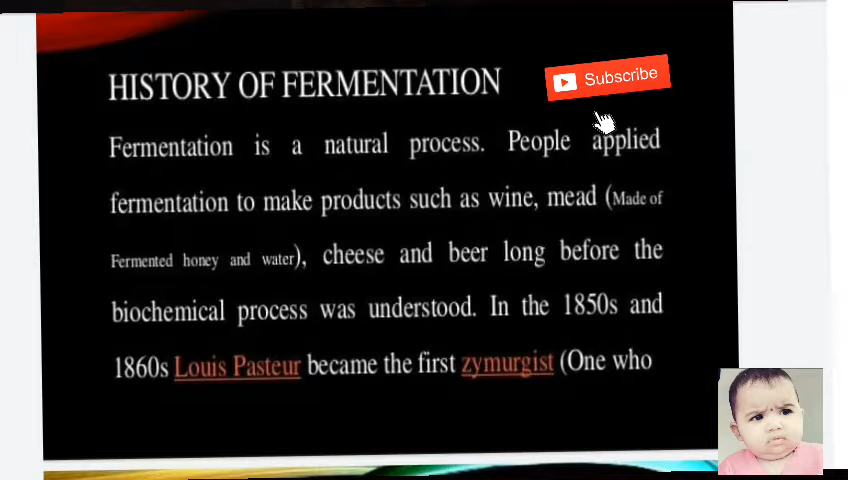 HISTORY OF FERMENTATION
Subscribe
Fermentation is a natural process. People applied
fermentation to make products such as wine, mead (Made of
Fermented honey and water), cheese and beer long before the
biochemical process was understood. In the 1850s and
1860s Louis Pasteur became the first zymurgist (One who